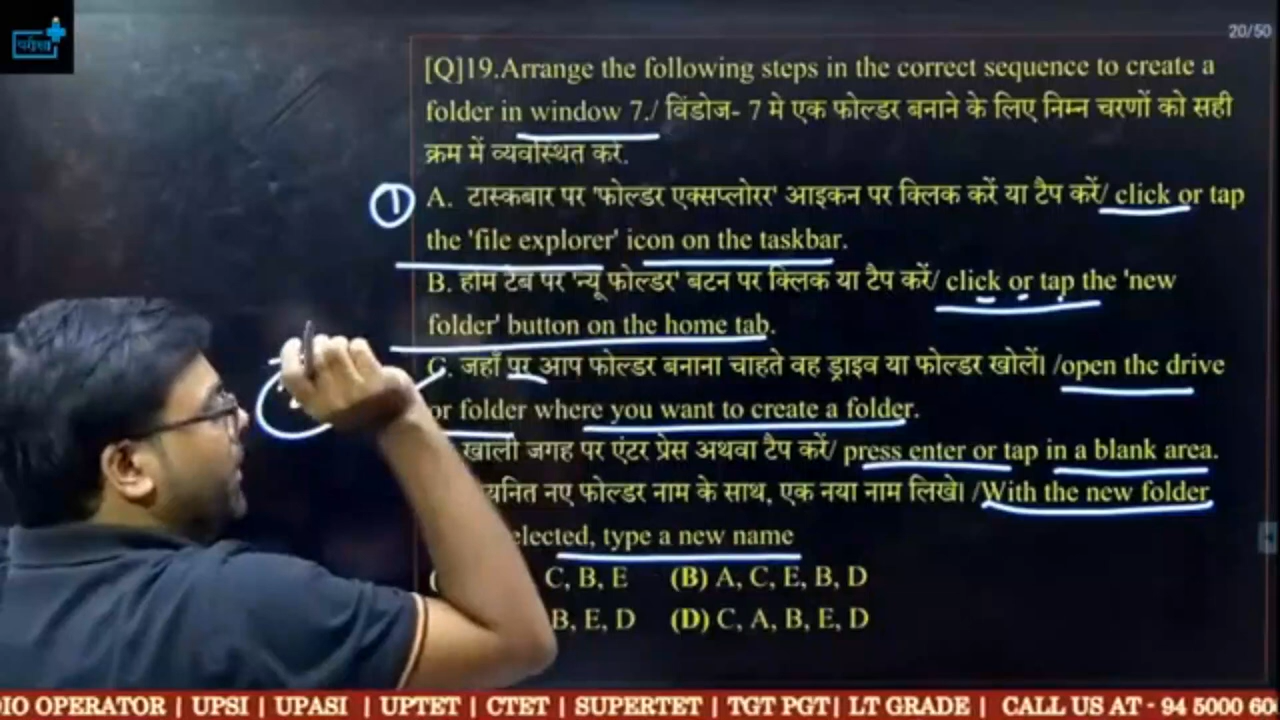 परीक्षा
20/50
[Q]19.Arrange the following steps in the correct sequence to create a
folder in window 7./ विंडोज- 7 मे एक फोल्डर बनाने के लिए निम्न चरणों को सही
क्रम में व्यवस्थित करे.
① A. टास्कबार पर 'फोल्डर एक्सप्लोरर' आइकन पर क्लिक करें या टैप करें/ click or tap
the 'file explorer' icon on the taskbar.
B. होम टैब पर 'न्यू फोल्डर' बटन पर क्लिक या टैप करें/ click or tap the 'new
folder' button on the home tab.
C. जहाँ पर आप फोल्डर बनाना चाहते वह ड्राइव या फोल्डर खोलें। /open the drive
or folder where you want to create a folder.
खाली जगह पर एंटर प्रेस अथवा टैप करें/ press enter or tap in a blank area.
नए फोल्डर नाम के साथ, एक नया नाम लिखे। /With the new folder
type a new name
C, B, E (B) A, C, E, B, D
B, E, D (D) C, A, B, E, D
OPERATOR | UPSI | UPASI | UPTET | CTET | SUPERTET | TGT PGT| LT GRADE | CALL US AT - 94 5000 60